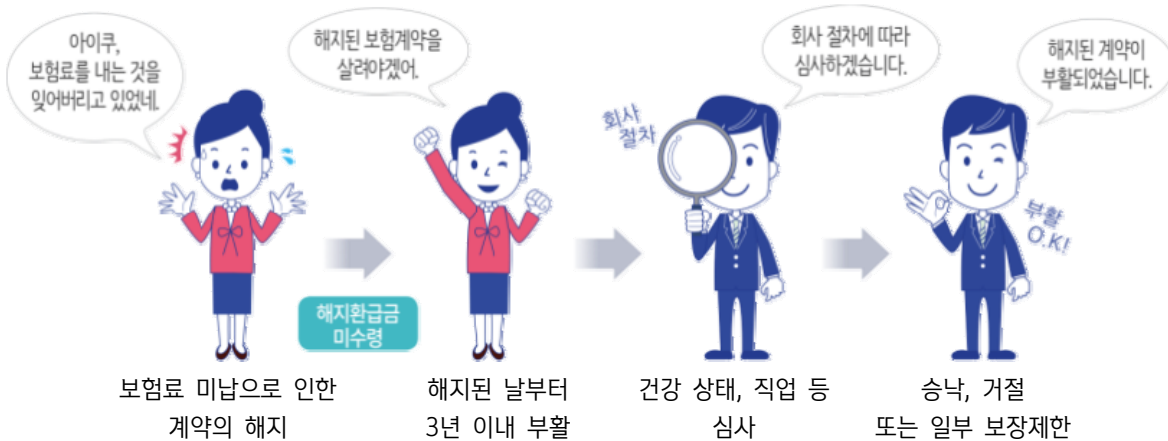 아이쿠,
보험료를 내는 것을
잊어버리고 있었네.
해지된 보험계약을
살려야겠어.
회사 절차에 따라
심사하겠습니다.
해지된 계약이
부활되었습니다.
회사
절차
부활
O.K!
해지환급금
미수령
보험료 미납으로 인한
계약의 해지
해지된 날부터
3년 이내 부활
건강 상태, 직업 등
심사
승낙, 거절
또는 일부 보장제한